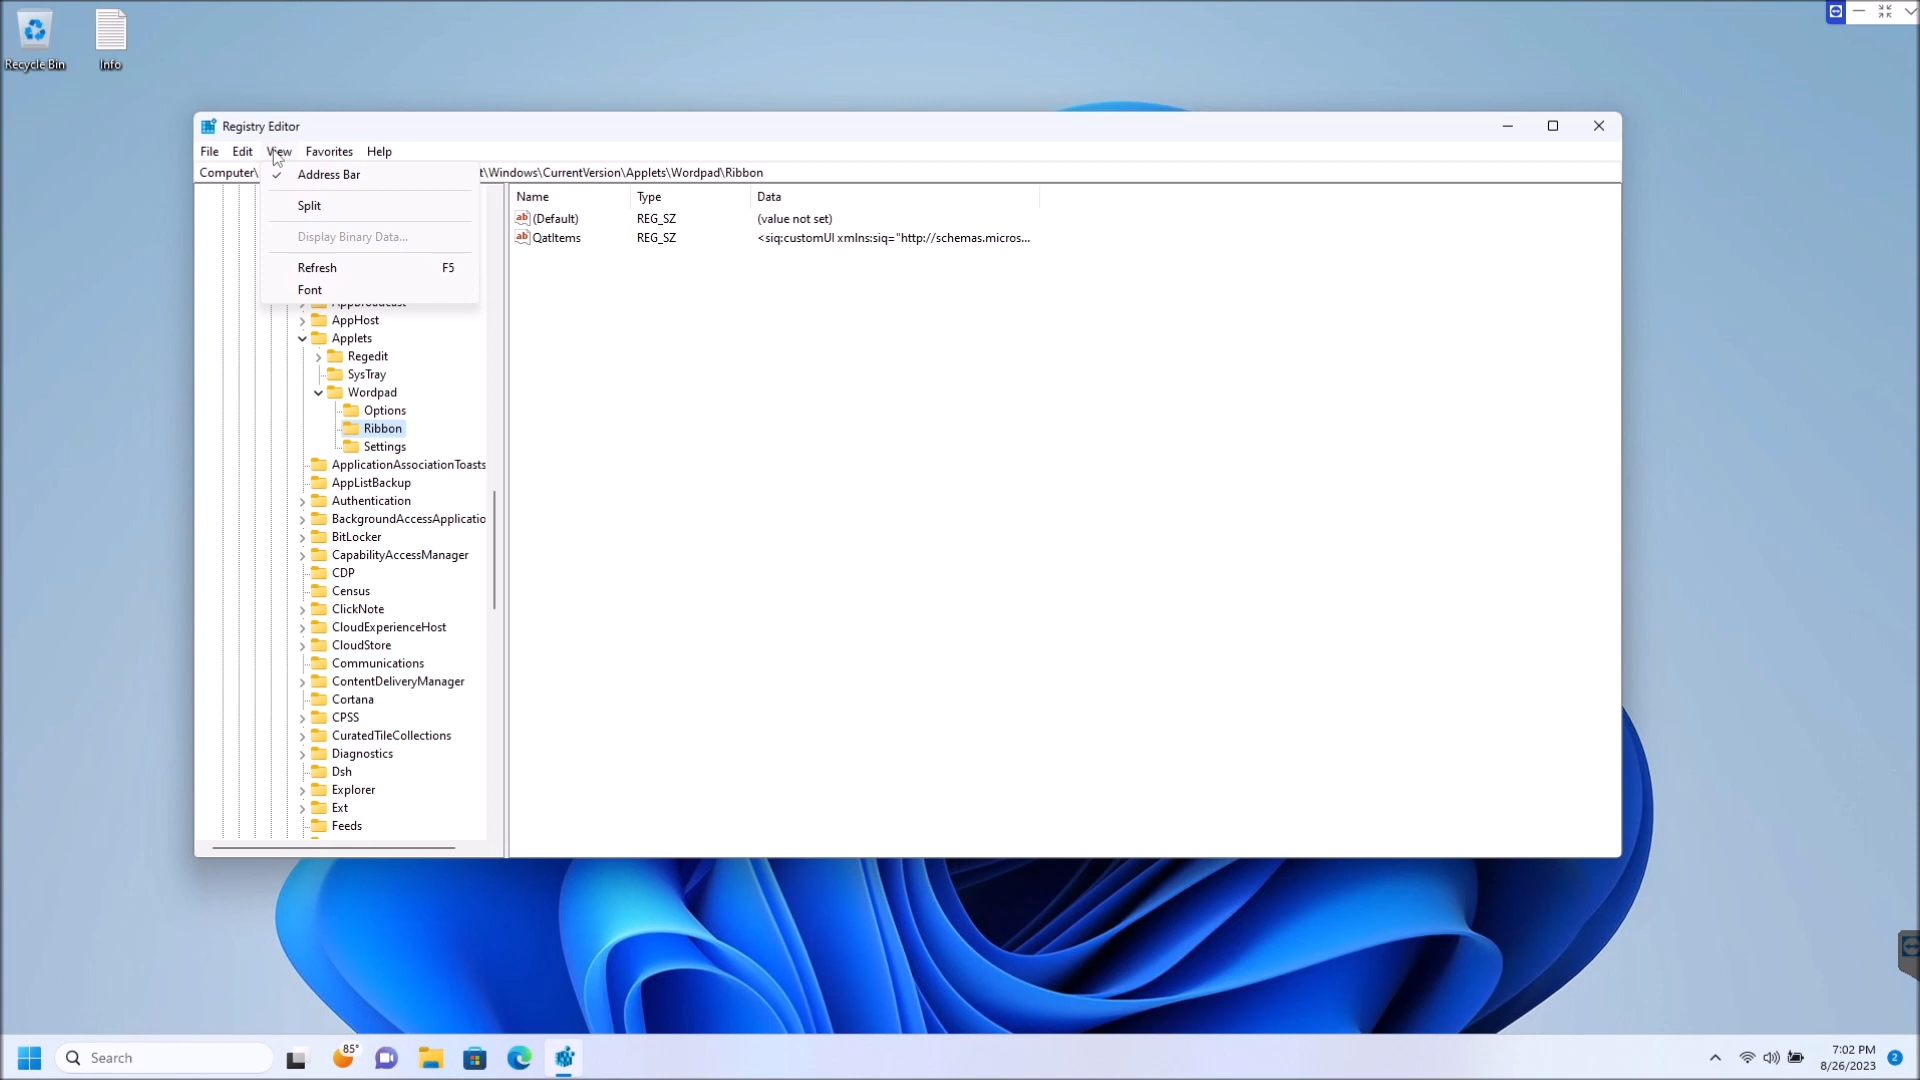 Recycle Bin
Info
Registry Editor
File Edit View Favorites Help
Computer\ t\Windows\CurrentVersion\Applets\Wordpad\Ribbon
Address Bar
Split
Display Binary Data...
Refresh F5
Font
Name Type Data
(Default) REG_SZ (value not set)
QatItems REG_SZ <siq:customUI xmlns:siq="http://schemas.micros...
AppBroadcast
AppHost
Applets
Regedit
SysTray
Wordpad
Options
Ribbon
Settings
ApplicationAssociationToasts
AppListBackup
Authentication
BackgroundAccessApplicatio
BitLocker
CapabilityAccessManager
CDP
Census
ClickNote
CloudExperienceHost
CloudStore
Communications
ContentDeliveryManager
Cortana
CPSS
CuratedTileCollections
Diagnostics
Dsh
Explorer
Ext
Feeds
Search
85°
7:02 PM
8/26/2023
2